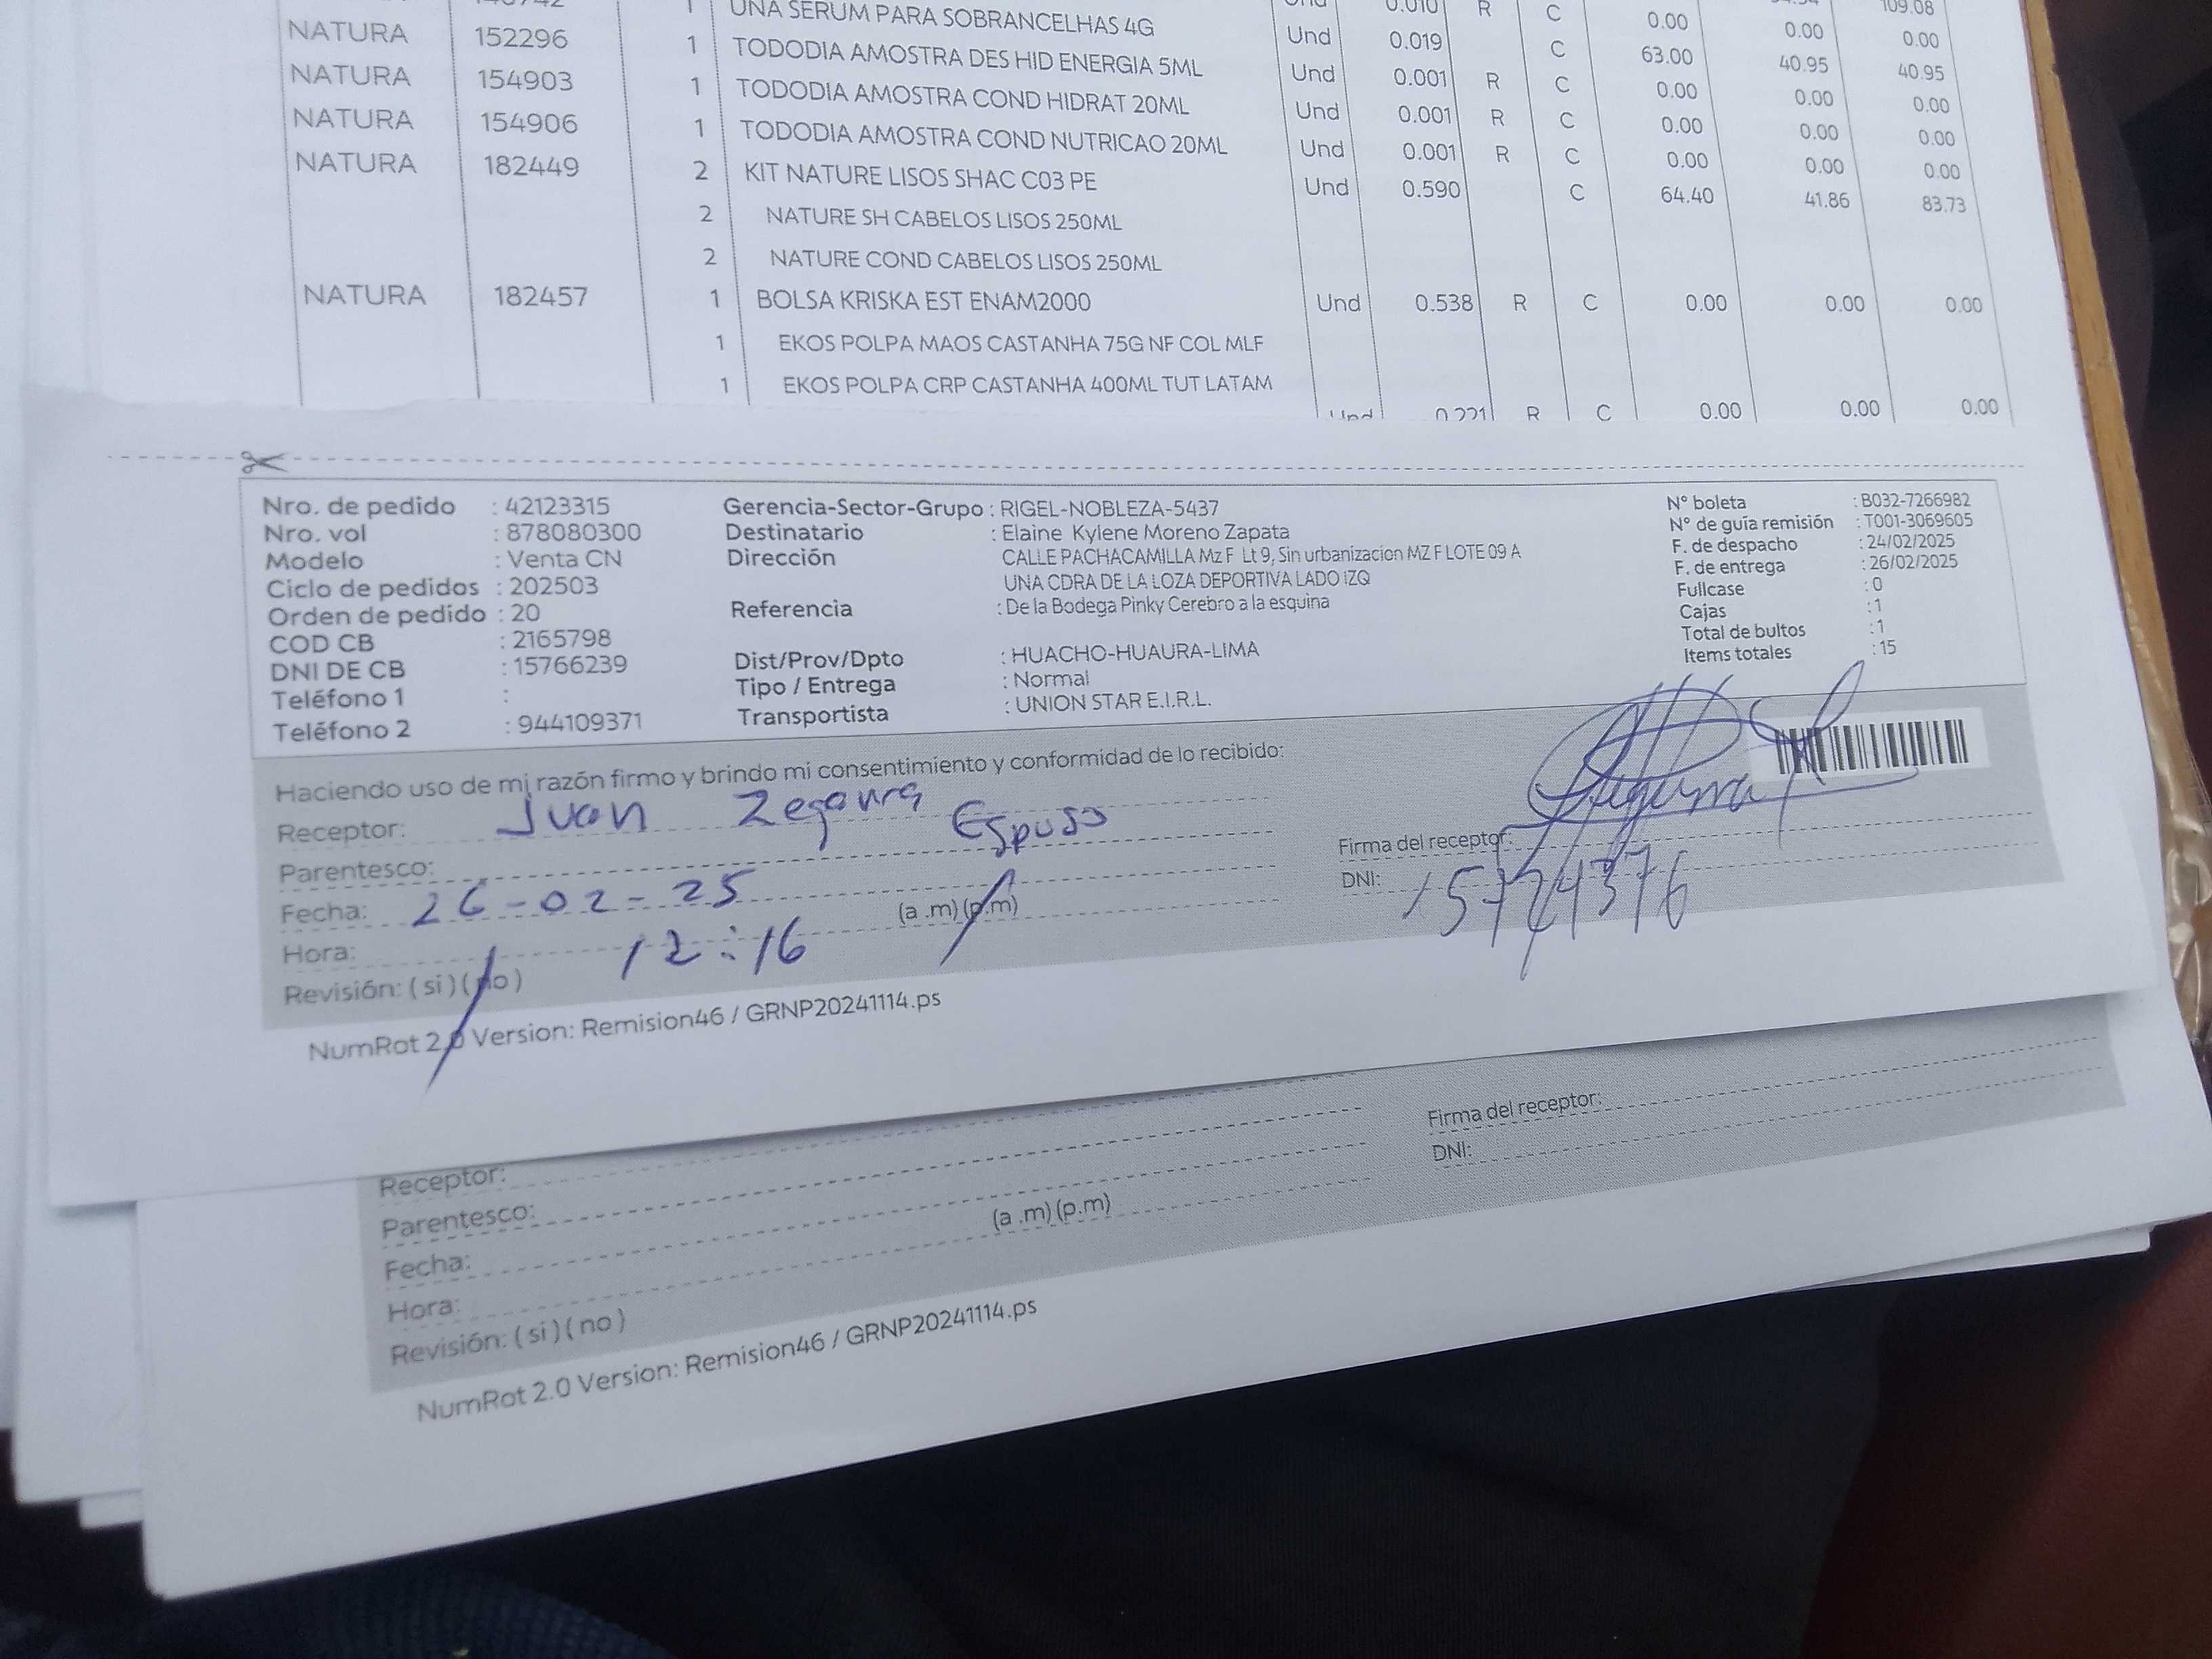 UNA SERUM PARA SOBRANCELHAS 4G Und 0.010 R C 0.00 109.08
NATURA 152296 1 TODODIA AMOSTRA DES HID ENERGIA 5ML Und 0.019 C 63.00 0.00 0.00
NATURA 154903 1 TODODIA AMOSTRA COND HIDRAT 20ML Und 0.001 R C 0.00 40.95 40.95
NATURA 154906 1 TODODIA AMOSTRA COND NUTRICAO 20ML Und 0.001 R C 0.00 0.00 0.00
NATURA 182449 2 KIT NATURE LISOS SHAC C03 PE Und 0.001 R C 0.00 0.00 0.00
2 NATURE SH CABELOS LISOS 250ML Und 0.590 C 64.40 0.00 0.00
41.86 83.73
2 NATURE COND CABELOS LISOS 250ML
NATURA 182457 1 BOLSA KRISKA EST ENAM2000 Und 0.538 R C 0.00 0.00 0.00
1 EKOS POLPA MAOS CASTANHA 75G NF COL MLF
1 EKOS POLPA CRP CASTANHA 400ML TUT LATAM
Und 0.221 R C 0.00 0.00 0.00
Nro. de pedido : 42123315 Gerencia-Sector-Grupo : RIGEL-NOBLEZA-5437 N° boleta : B032-7266982
Nro. vol : 878080300 Destinatario : Elaine Kylene Moreno Zapata N° de guía remisión : T001-3069605
Modelo : Venta CN Dirección CALLE PACHACAMILLA Mz F Lt 9, Sin urbanizacion MZ F LOTE 09 A F. de despacho : 24/02/2025
Ciclo de pedidos : 202503 UNA CDRA DE LA LOZA DEPORTIVA LADO IZQ F. de entrega : 26/02/2025
Orden de pedido : 20 Referencia : De la Bodega Pinky Cerebro a la esquina Fullcase : 0
COD CB : 2165798 Cajas : 1
DNI DE CB : 15766239 Dist/Prov/Dpto : HUACHO-HUAURA-LIMA Total de bultos : 1
Teléfono 1 : Tipo / Entrega : Normal Items totales : 15
Teléfono 2 : 944109371 Transportista : UNION STAR E.I.R.L.
Haciendo uso de mi razón firmo y brindo mi consentimiento y conformidad de lo recibido:
Receptor: Juan Zegarra
Parentesco: Esposo Firma del receptor:
Fecha: 26-02-25 DNI: 15724376
Hora: 12:16 (a .m) (p.m)
Revisión: ( si ) ( no )
NumRot 2.0 Version: Remision46 / GRNP20241114.ps
Receptor: Firma del receptor:
Parentesco: DNI:
Fecha: (a .m) (p.m)
Hora:
Revisión: ( si ) ( no )
NumRot 2.0 Version: Remision46 / GRNP20241114.ps